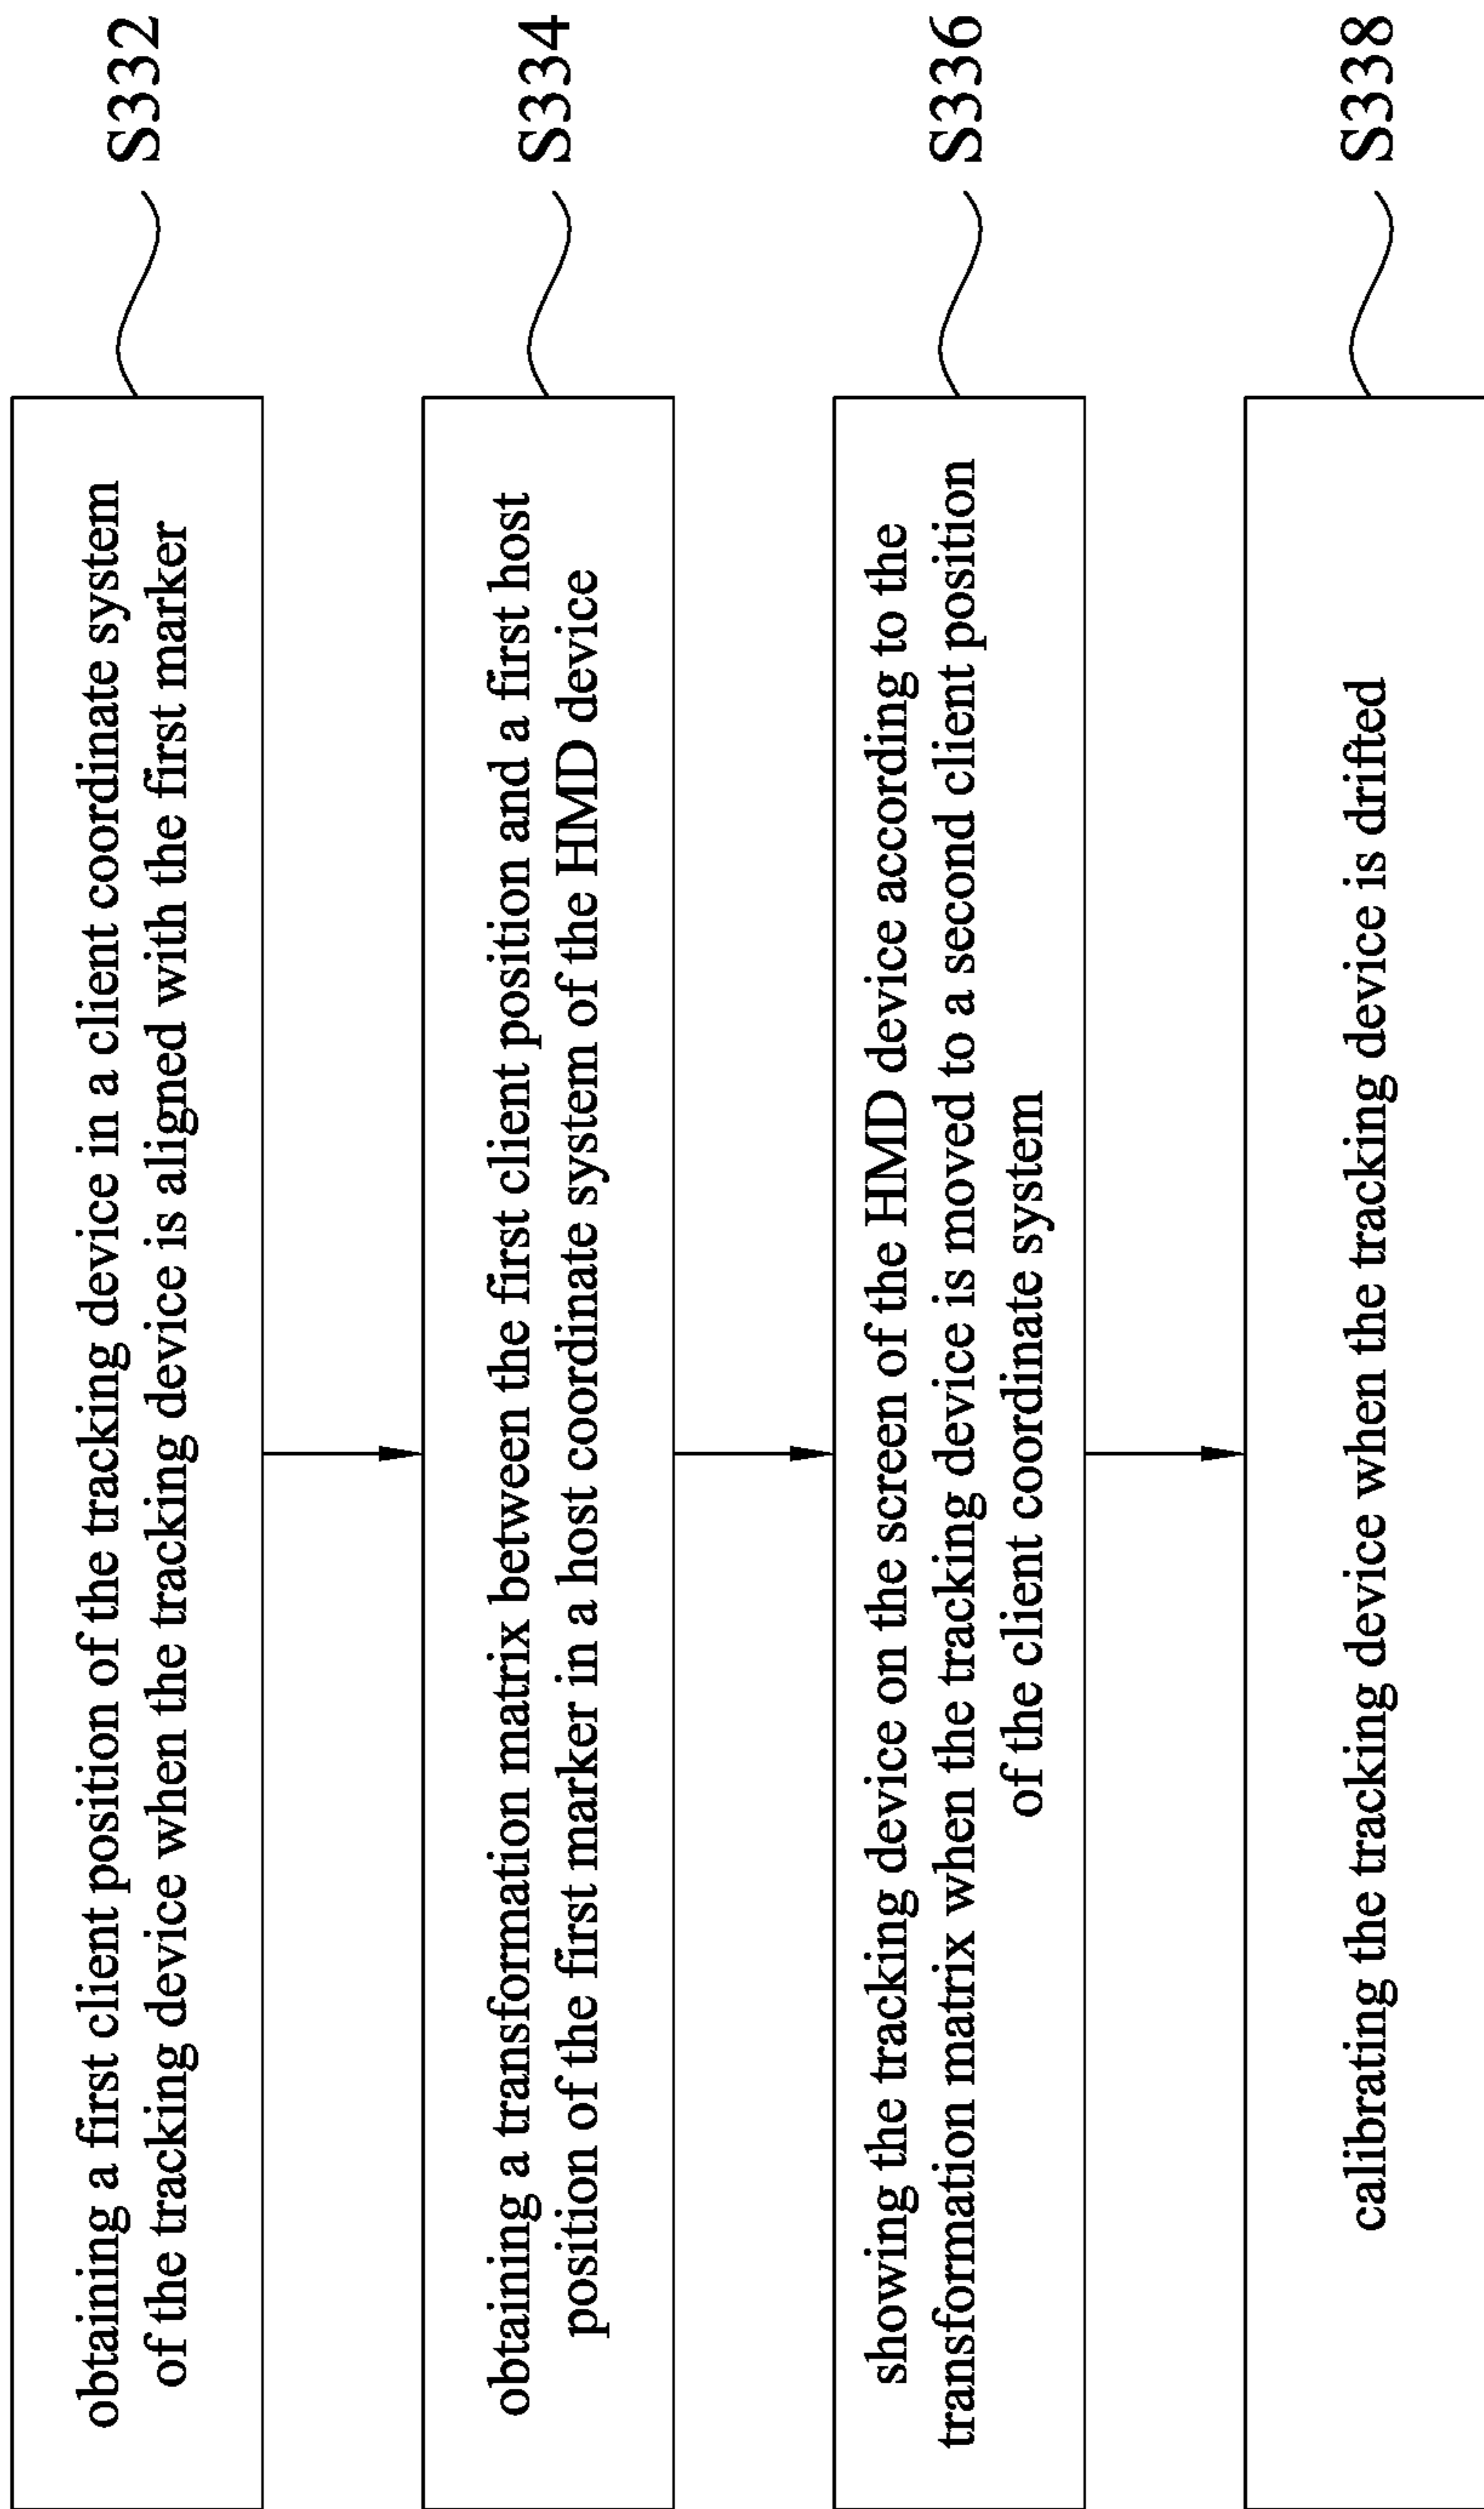 obtaining a first client position of the tracking device in a client coordinate system
of the tracking device when the tracking device is aligned with the first marker
S332
obtaining a transformation matrix between the first client position and a first host
position of the first marker in a host coordinate system of the HMD device
S334
showing the tracking device on the screen of the HMD device according to the
transformation matrix when the tracking device is moved to a second client position
of the client coordinate system
S336
calibrating the tracking device when the tracking device is drifted
S338